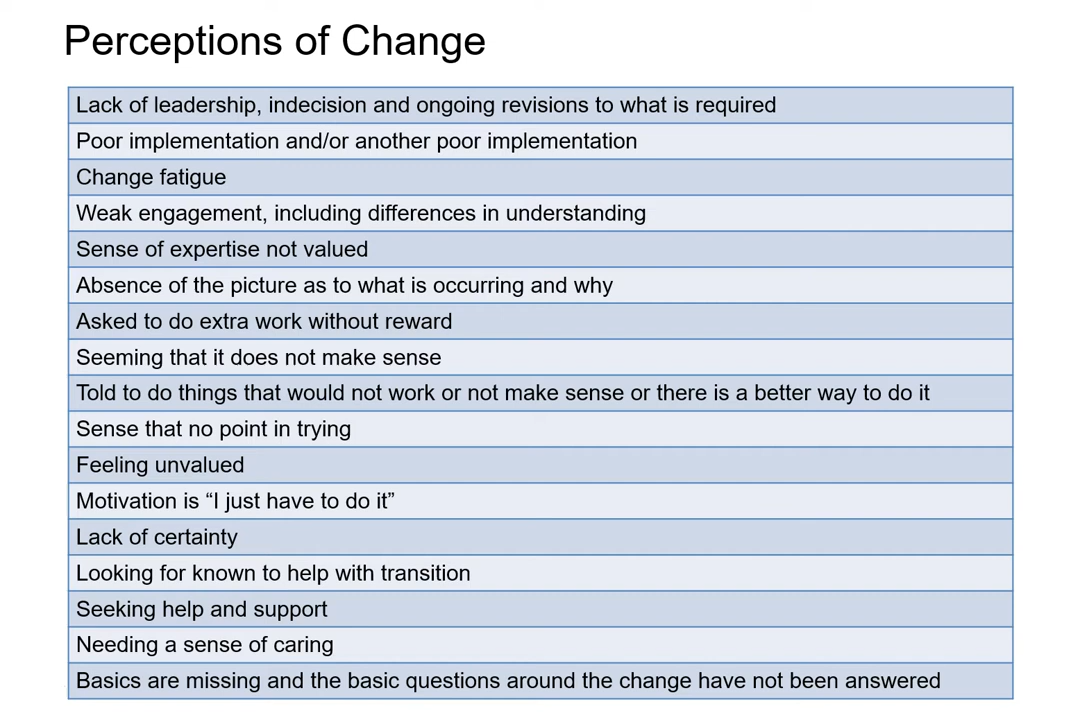 Perceptions of Change
Lack of leadership, indecision and ongoing revisions to what is required
Poor implementation and/or another poor implementation
Change fatigue
Weak engagement, including differences in understanding
Sense of expertise not valued
Absence of the picture as to what is occurring and why
Asked to do extra work without reward
Seeming that it does not make sense
Told to do things that would not work or not make sense or there is a better way to do it
Sense that no point in trying
Feeling unvalued
Motivation is “I just have to do it”
Lack of certainty
Looking for known to help with transition
Seeking help and support
Needing a sense of caring
Basics are missing and the basic questions around the change have not been answered